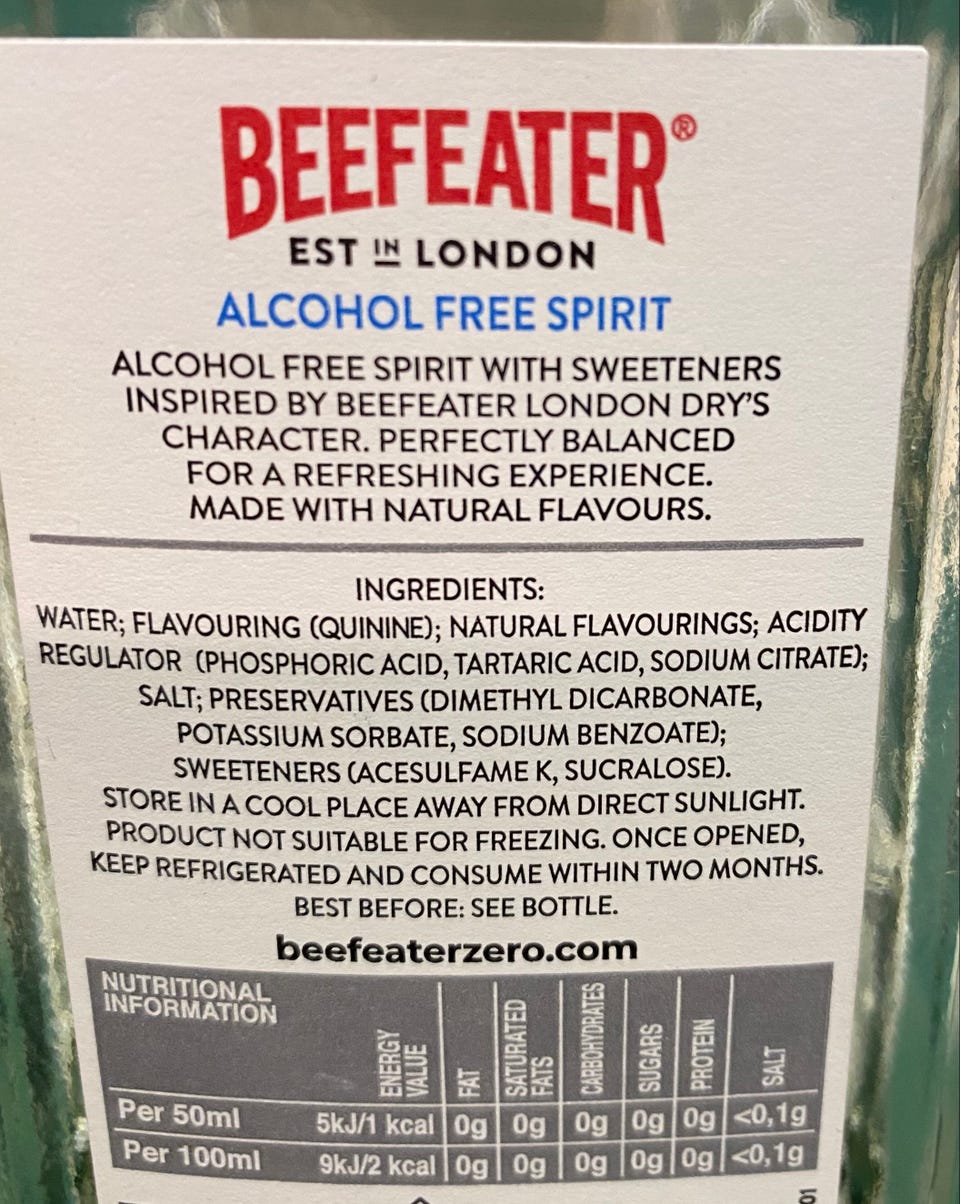 BEEFEATER®
EST IN LONDON
ALCOHOL FREE SPIRIT
ALCOHOL FREE SPIRIT WITH SWEETENERS
INSPIRED BY BEEFEATER LONDON DRY'S
CHARACTER. PERFECTLY BALANCED
FOR A REFRESHING EXPERIENCE.
MADE WITH NATURAL FLAVOURS.
INGREDIENTS:
WATER; FLAVOURING (QUININE); NATURAL FLAVOURINGS; ACIDITY
REGULATOR (PHOSPHORIC ACID, TARTARIC ACID, SODIUM CITRATE);
SALT; PRESERVATIVES (DIMETHYL DICARBONATE,
POTASSIUM SORBATE, SODIUM BENZOATE);
SWEETENERS (ACESULFAME K, SUCRALOSE).
STORE IN A COOL PLACE AWAY FROM DIRECT SUNLIGHT.
PRODUCT NOT SUITABLE FOR FREEZING. ONCE OPENED,
KEEP REFRIGERATED AND CONSUME WITHIN TWO MONTHS.
BEST BEFORE: SEE BOTTLE.
beefeaterzero.com
NUTRITIONAL
INFORMATION
ENERGY
VALUE
FAT
SATURATED
FATS
CARBOHYDRATES
SUGARS
PROTEIN
SALT
Per 50ml 5kJ/1 kcal 0g 0g 0g 0g 0g <0,1g
Per 100ml 9kJ/2 kcal 0g 0g 0g 0g 0g <0,1g